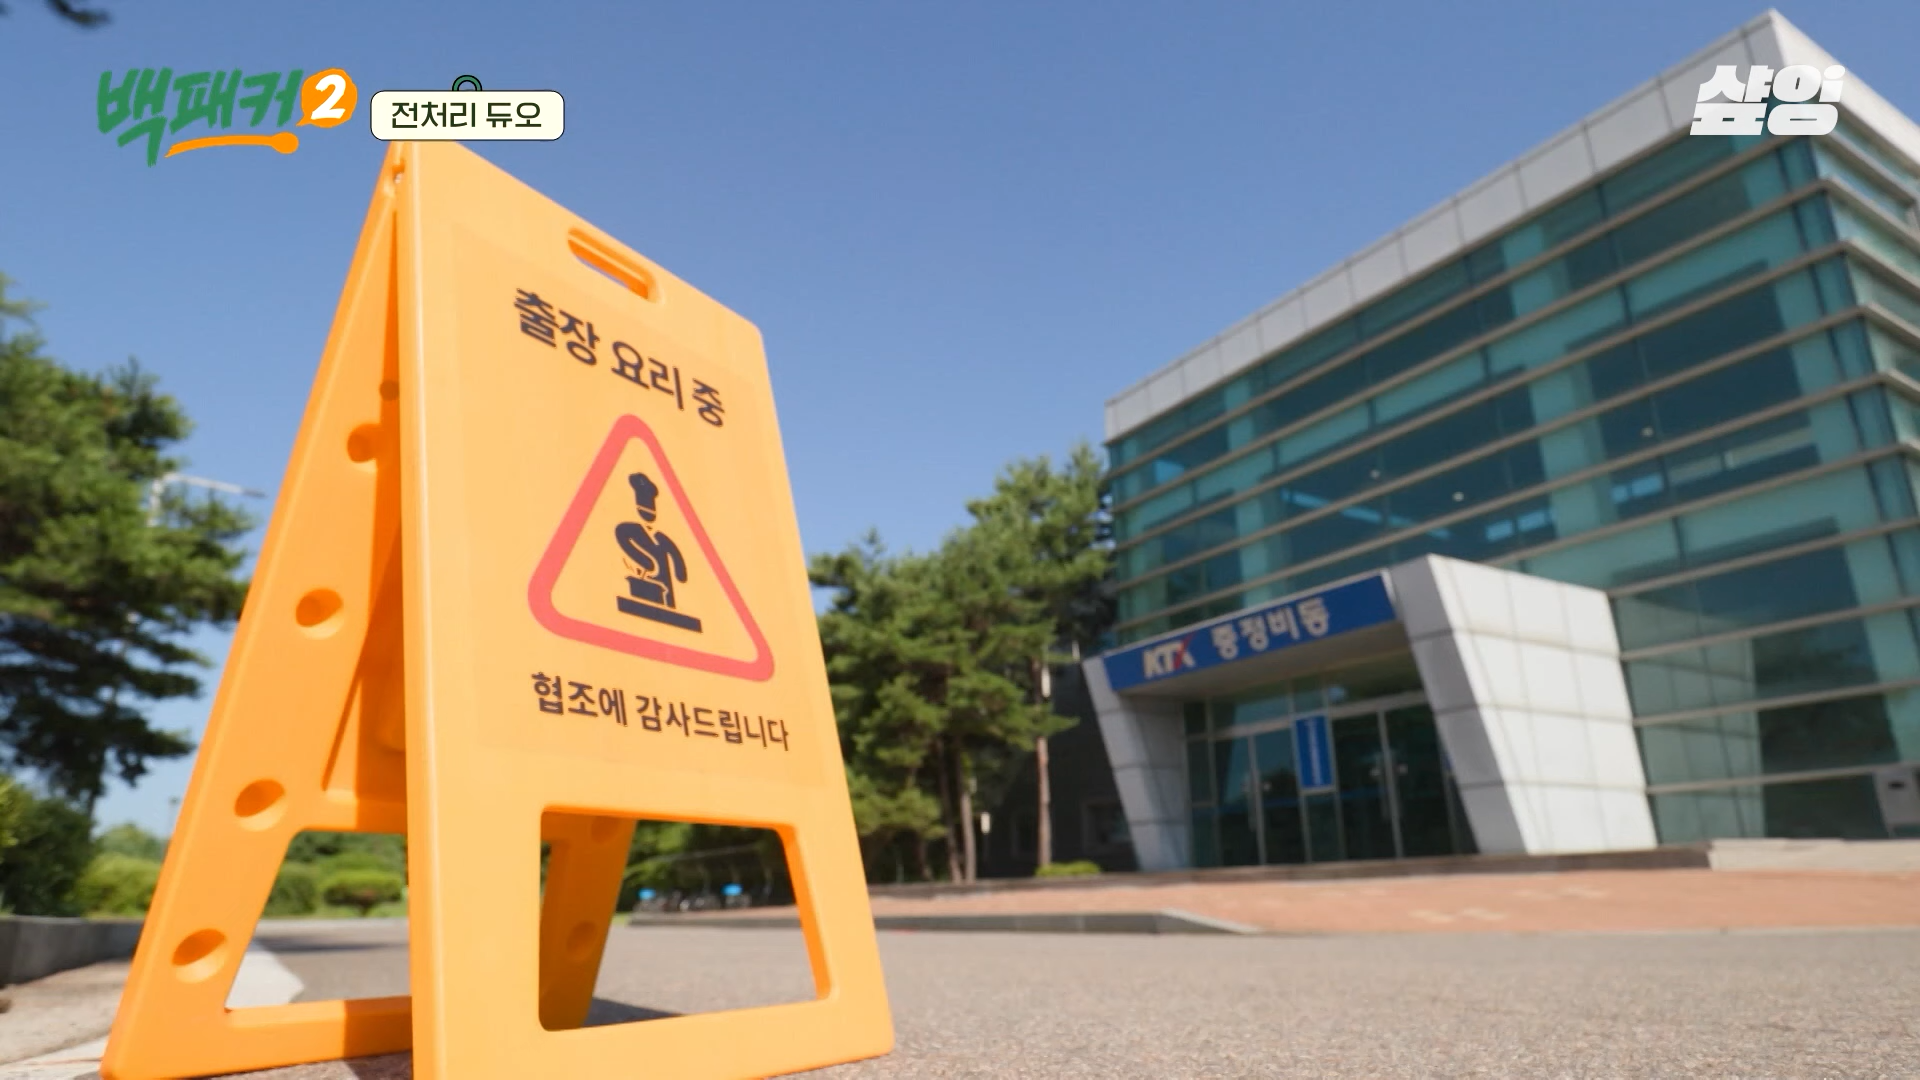 백패커2
전처리 듀오
샾잉
출장 요리 중
협조에 감사드립니다
KTX 중정비동